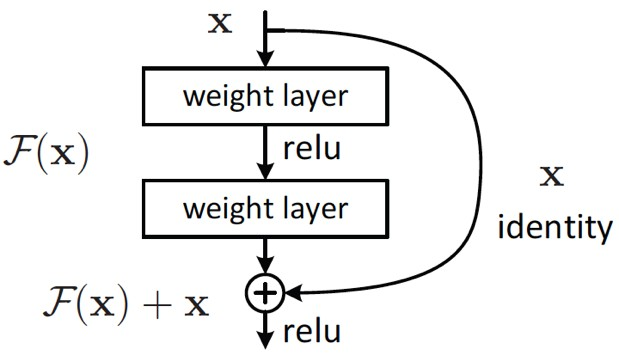 x
weight layer
relu
F(x)
weight layer
x
identity
F(x) + x
relu